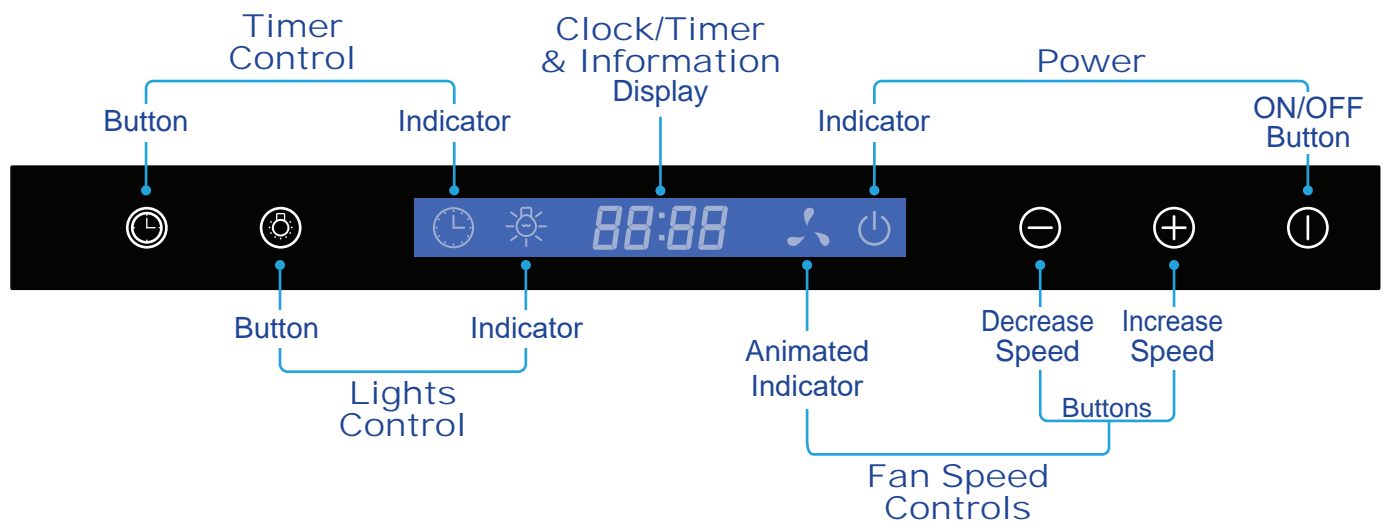 Timer
Control
Button
Indicator
Clock/Timer
& Information
Display
Power
Indicator
ON/OFF
Button
88:88
Button
Indicator
Lights
Control
Animated
Indicator
Decrease
Speed
Increase
Speed
Buttons
Fan Speed
Controls